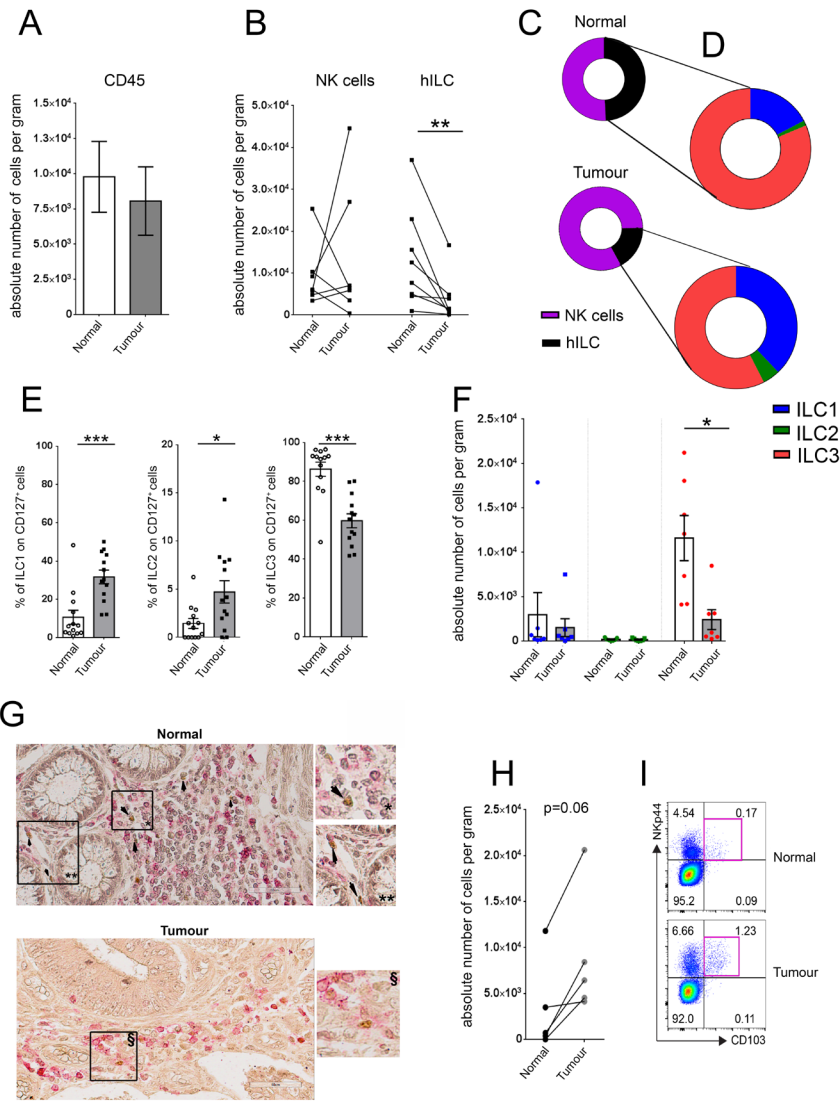 A
CD45
absolute number of cells per gram
1.5×10⁴
1.3×10⁴
1.0×10⁴
7.5×10³
5.0×10³
2.5×10³
0
Normal
Tumour
B
NK cells
hILC
absolute number of cells per gram
5.0×10⁴
4.0×10⁴
3.0×10⁴
2.0×10⁴
1.0×10⁴
0
**
Normal
Tumour
Normal
Tumour
C
Normal
Tumour
NK cells
hILC
D
ILC1
ILC2
ILC3
E
% of ILC1 on CD127⁺ cells
100
80
60
40
20
0
***
Normal
Tumour
% of ILC2 on CD127⁺ cells
20
15
10
5
0
*
Normal
Tumour
% of ILC3 on CD127⁺ cells
100
80
60
40
20
0
***
Normal
Tumour
F
absolute number of cells per gram
2.5×10⁴
2.0×10⁴
1.5×10⁴
1.0×10⁴
5.0×10³
0
*
Normal
Tumour
Normal
Tumour
Normal
Tumour
G
Normal
*
**
*
**
Tumour
§
§
H
p=0.06
absolute number of cells per gram
2.5×10⁴
2.0×10⁴
1.5×10⁴
1.0×10⁴
5.0×10³
0
Normal
Tumour
I
NKp44
4.54
0.17
95.2
0.09
Normal
6.66
1.23
92.0
0.11
Tumour
CD103